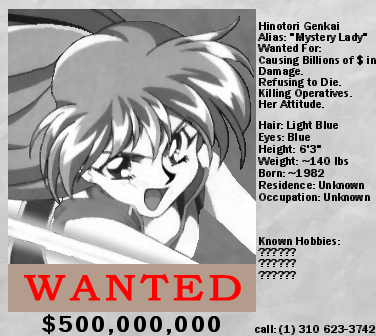 Hinotori Genkai
Alias: "Mystery Lady"
Wanted For:
Causing Billions of $ in
Damage.
Refusing to Die.
Killing Operatives.
Her Attitude.
Hair: Light Blue
Eyes: Blue
Height: 6'3"
Weight: ~140 lbs
Born: ~1982
Residence: Unknown
Occupation: Unknown
Known Hobbies:
??????
??????
??????
WANTED
$500,000,000
call: (1) 310 623-3742